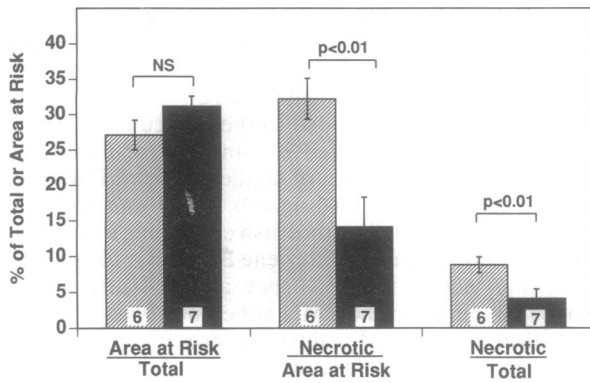 % of Total or Area at Risk
40
35
30
25
20
15
10
5
0
NS
p<0.01
p<0.01
6 7 6 7 6 7
Area at Risk Necrotic Necrotic
Total Area at Risk Total